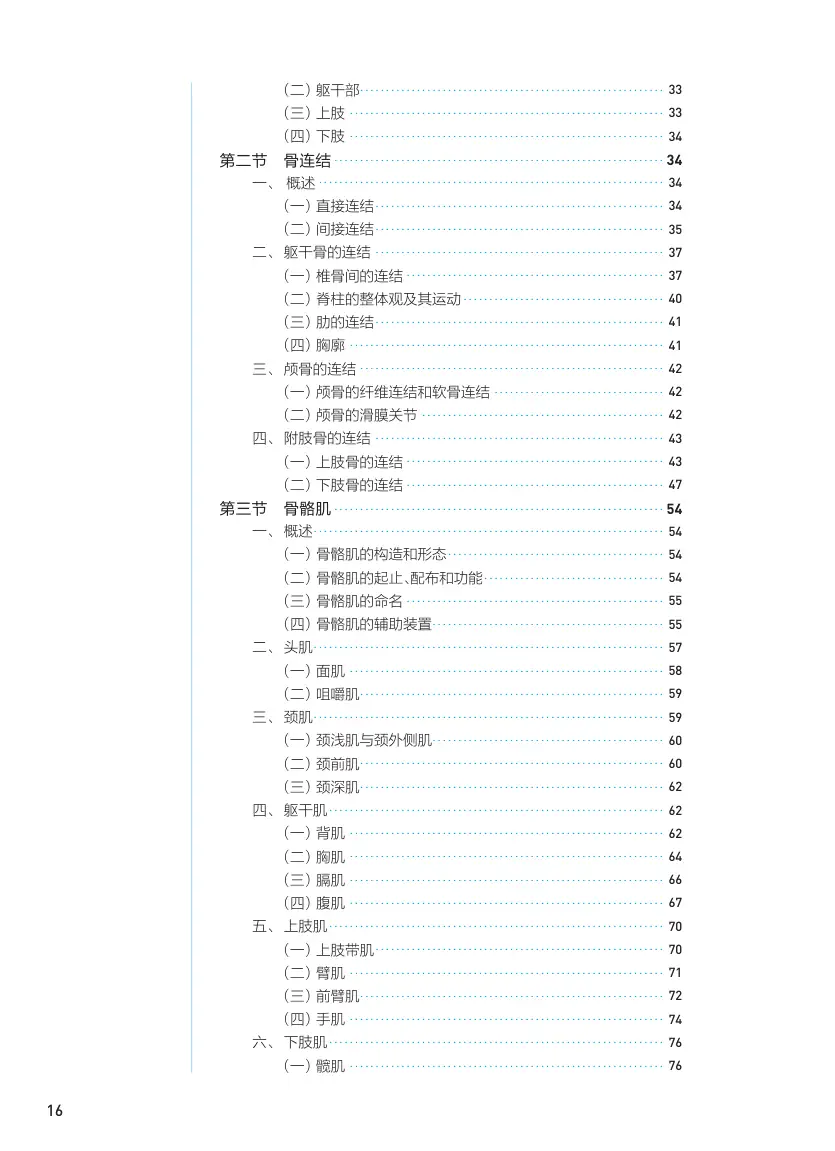 （二）躯干部 33
（三）上肢 33
（四）下肢 34
第二节 骨连结 34
一、 概述 34
（一）直接连结 34
（二）间接连结 35
二、躯干骨的连结 37
（一）椎骨间的连结 37
（二）脊柱的整体观及其运动 40
（三）肋的连结 41
（四）胸廓 41
三、颅骨的连结 42
（一）颅骨的纤维连结和软骨连结 42
（二）颅骨的滑膜关节 42
四、附肢骨的连结 43
（一）上肢骨的连结 43
（二）下肢骨的连结 47
第三节 骨骼肌 54
一、概述 54
（一）骨骼肌的构造和形态 54
（二）骨骼肌的起止、配布和功能 54
（三）骨骼肌的命名 55
（四）骨骼肌的辅助装置 55
二、头肌 57
（一）面肌 58
（二）咀嚼肌 59
三、颈肌 59
（一）颈浅肌与颈外侧肌 60
（二）颈前肌 60
（三）颈深肌 62
四、躯干肌 62
（一）背肌 62
（二）胸肌 64
（三）膈肌 66
（四）腹肌 67
五、上肢肌 70
（一）上肢带肌 70
（二）臂肌 71
（三）前臂肌 72
（四）手肌 74
六、下肢肌 76
（一）髋肌 76
16